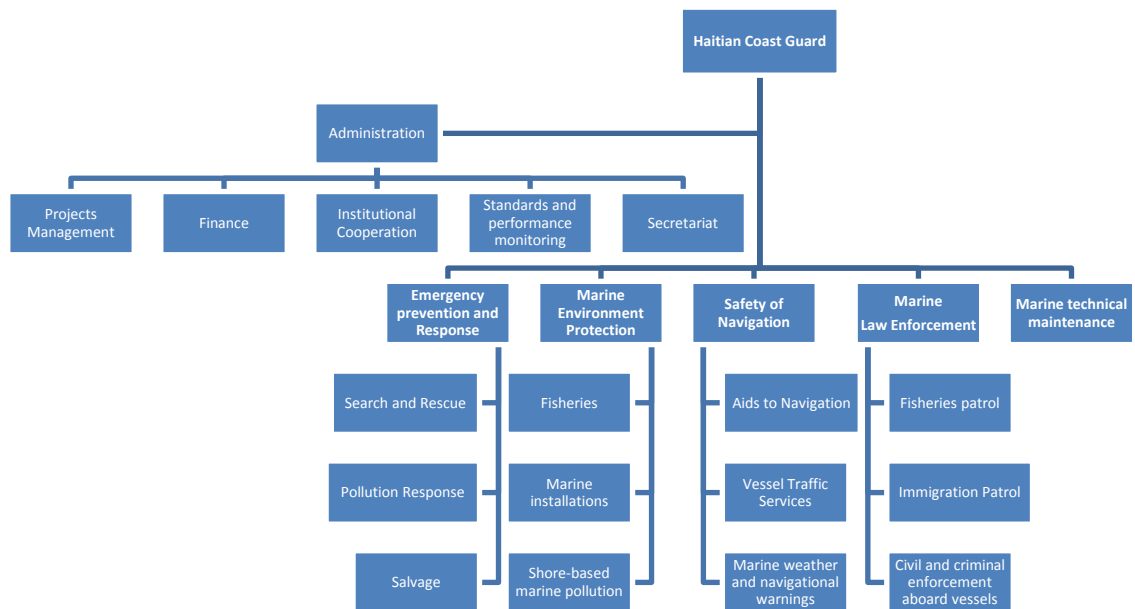 Haitian Coast Guard
Administration
Projects
Management
Finance
Institutional
Cooperation
Standards and
performance
monitoring
Secretariat
Emergency
prevention and
Response
Marine
Environment
Protection
Safety of
Navigation
Marine
Law Enforcement
Marine technical
maintenance
Search and Rescue
Fisheries
Aids to Navigation
Fisheries patrol
Pollution Response
Marine
installations
Vessel Traffic
Services
Immigration Patrol
Salvage
Shore-based
marine pollution
Marine weather
and navigational
warnings
Civil and criminal
enforcement
aboard vessels